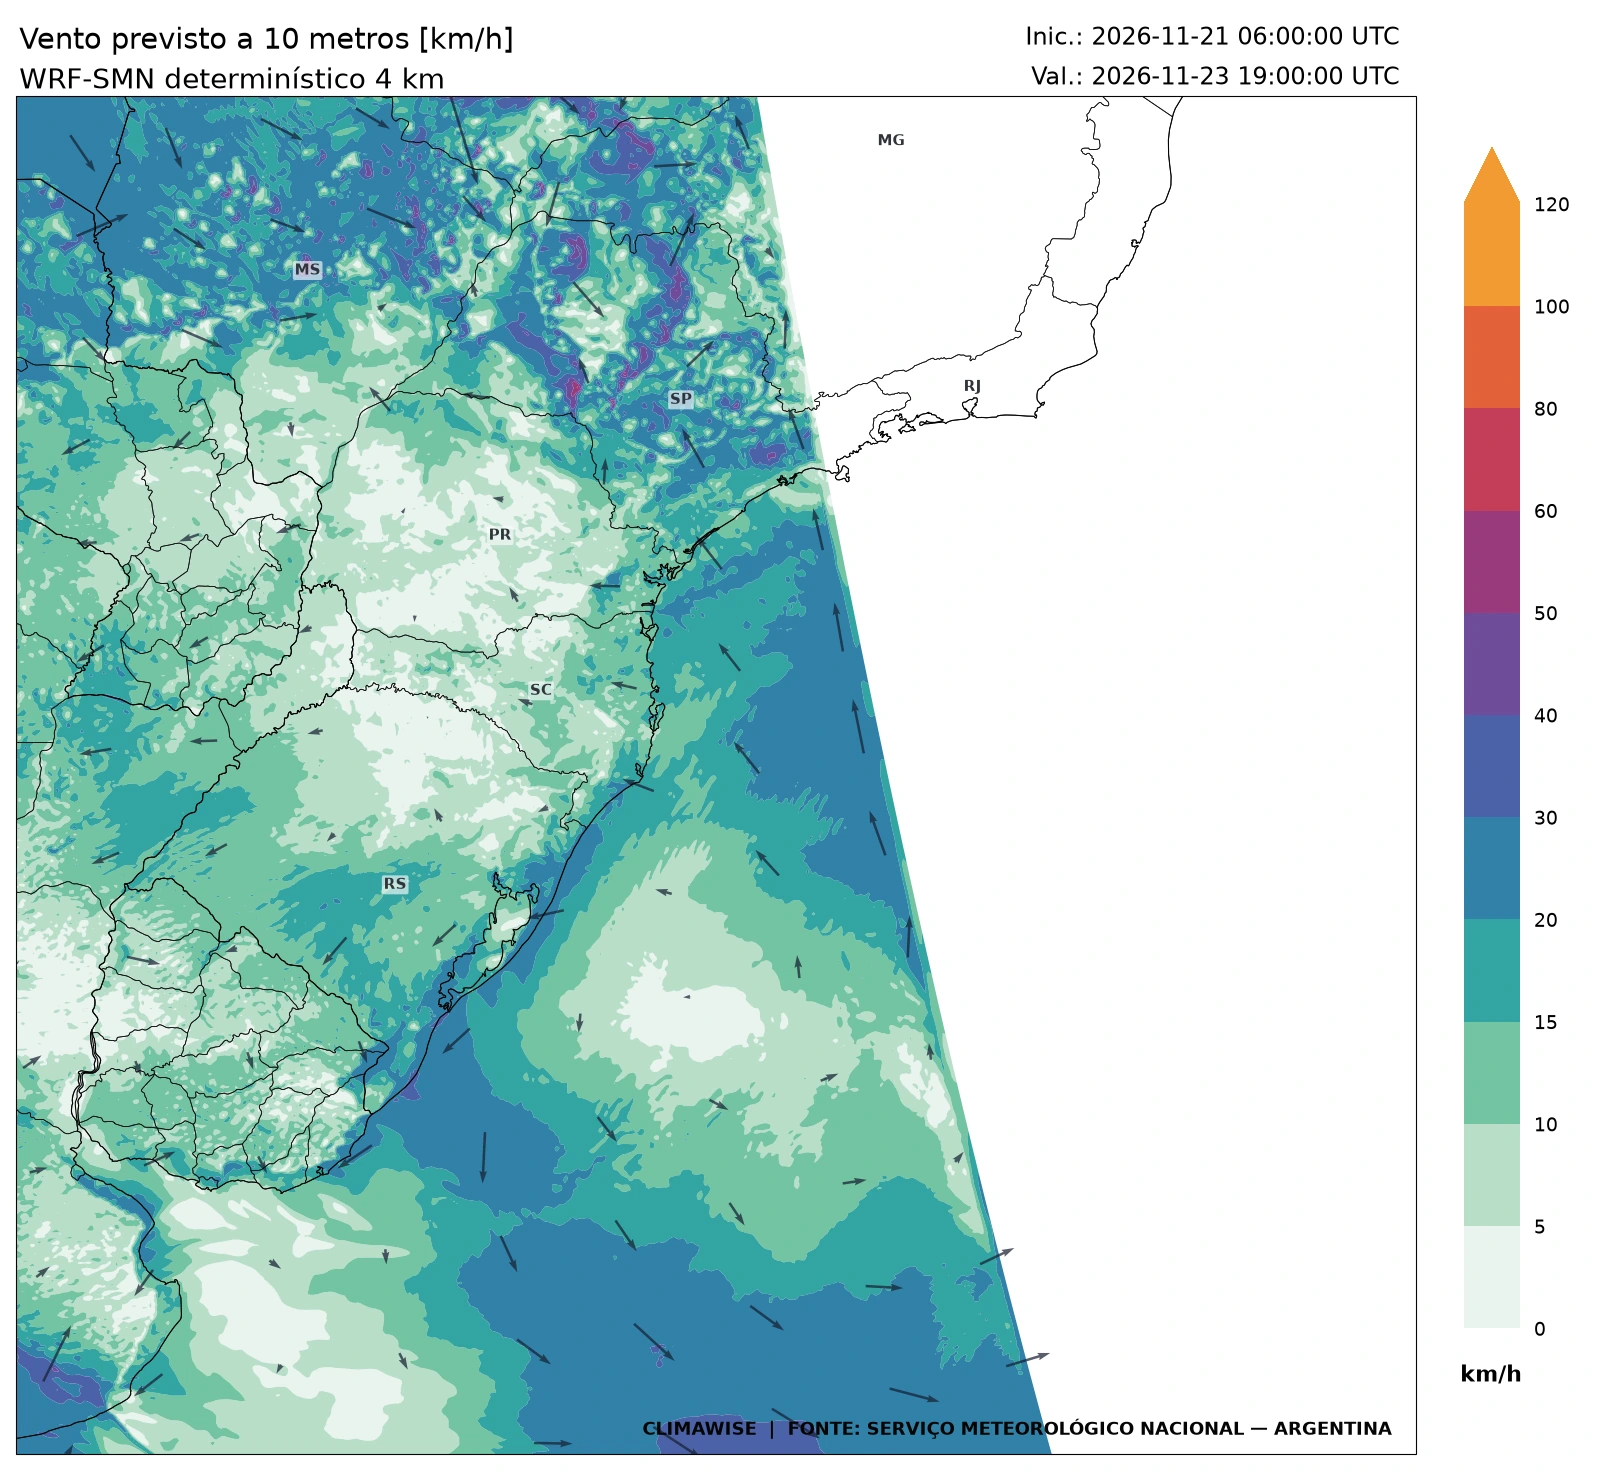 Vento previsto a 10 metros [km/h]
WRF-SMN determinístico 4 km
Inic.: 2026-11-21 06:00:00 UTC
Val.: 2026-11-23 19:00:00 UTC
MG
MS
RJ
SP
PR
SC
RS
120
100
80
60
50
40
30
20
15
10
5
0
km/h
CLIMAWISE | FONTE: SERVIÇO METEOROLÓGICO NACIONAL — ARGENTINA